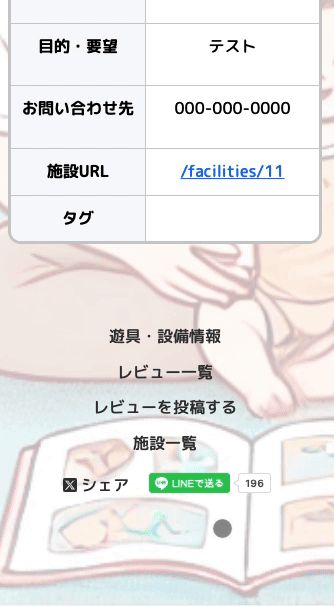 目的・要望 テスト
お問い合わせ先 000-000-0000
施設URL /facilities/11
タグ
遊具・設備情報
レビュー一覧
レビューを投稿する
施設一覧
X シェア LINEで送る 196